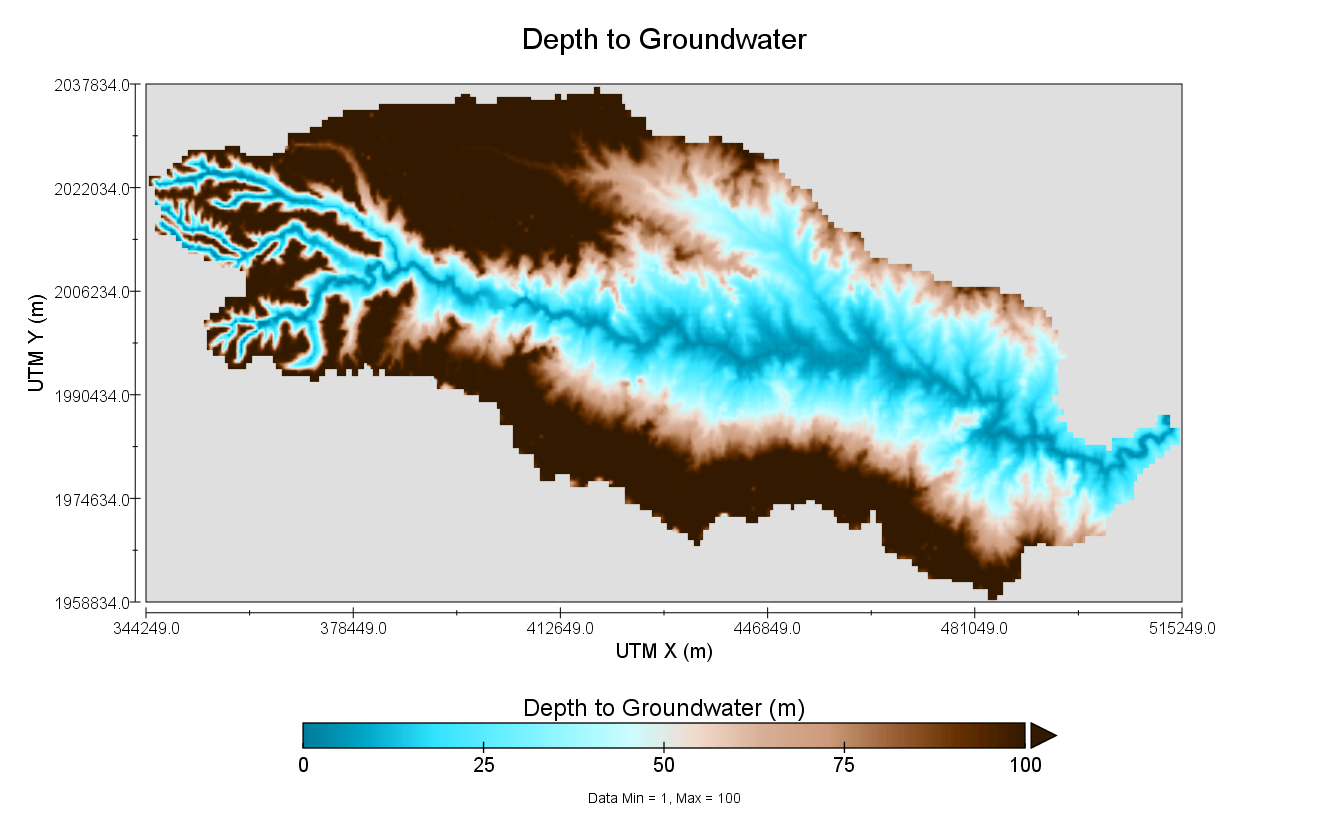 Depth to Groundwater
2037834.0
2022034.0
2006234.0
1990434.0
1974634.0
1958834.0
UTM Y (m)
344249.0 378449.0 412649.0 446849.0 481049.0 515249.0
UTM X (m)
Depth to Groundwater (m)
0 25 50 75 100
Data Min = 1, Max = 100